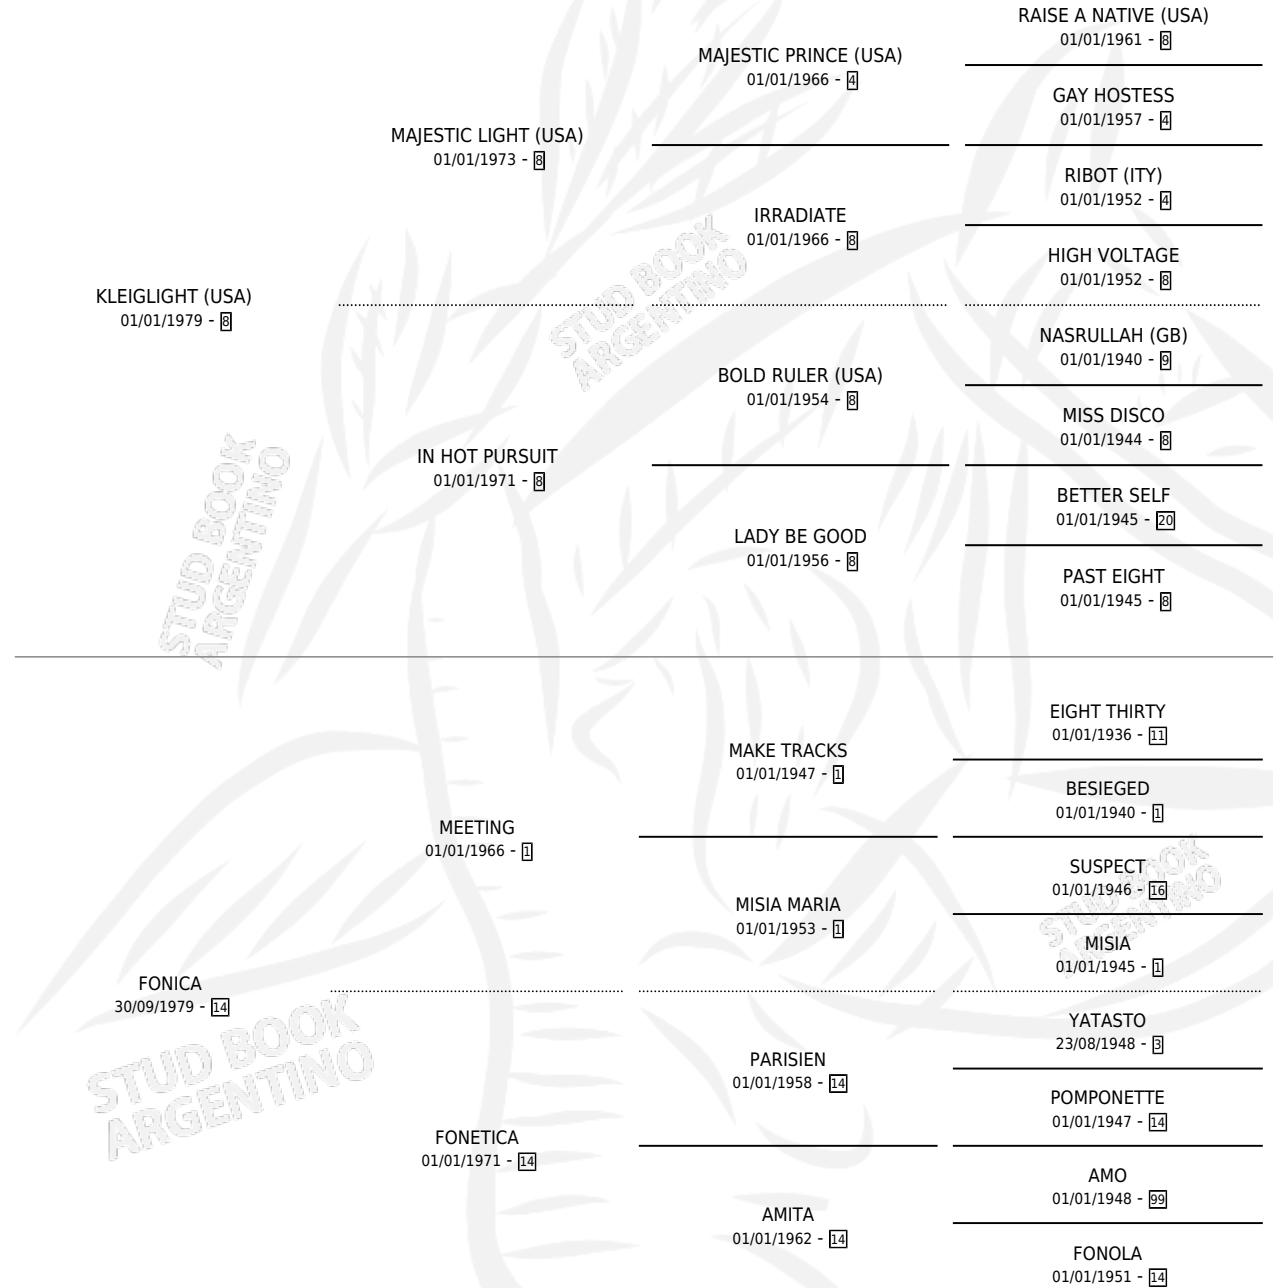 RAISE A NATIVE (USA)
01/01/1961 - 8
MAJESTIC PRINCE (USA)
01/01/1966 - 4
GAY HOSTESS
01/01/1957 - 4
MAJESTIC LIGHT (USA)
01/01/1973 - 8
RIBOT (ITY)
01/01/1952 - 4
IRRADIATE
01/01/1966 - 8
HIGH VOLTAGE
01/01/1952 - 8
KLEIGLIGHT (USA)
01/01/1979 - 8
NASRULLAH (GB)
01/01/1940 - 9
BOLD RULER (USA)
01/01/1954 - 8
MISS DISCO
01/01/1944 - 8
IN HOT PURSUIT
01/01/1971 - 8
BETTER SELF
01/01/1945 - 20
LADY BE GOOD
01/01/1956 - 8
PAST EIGHT
01/01/1945 - 8
EIGHT THIRTY
01/01/1936 - 11
MAKE TRACKS
01/01/1947 - 1
BESIEGED
01/01/1940 - 1
MEETING
01/01/1966 - 1
SUSPECT
01/01/1946 - 16
MISIA MARIA
01/01/1953 - 1
MISIA
01/01/1945 - 1
FONICA
30/09/1979 - 14
YATASTO
23/08/1948 - 3
PARISIEN
01/01/1958 - 14
POMPONETTE
01/01/1947 - 14
FONETICA
01/01/1971 - 14
AMO
01/01/1948 - 99
AMITA
01/01/1962 - 14
FONOLA
01/01/1951 - 14
STUD BOOK
ARGENTINO
STUD BOOK
ARGENTINO
STUD BOOK
ARGENTINO
STUD BOOK
ARGENTINO